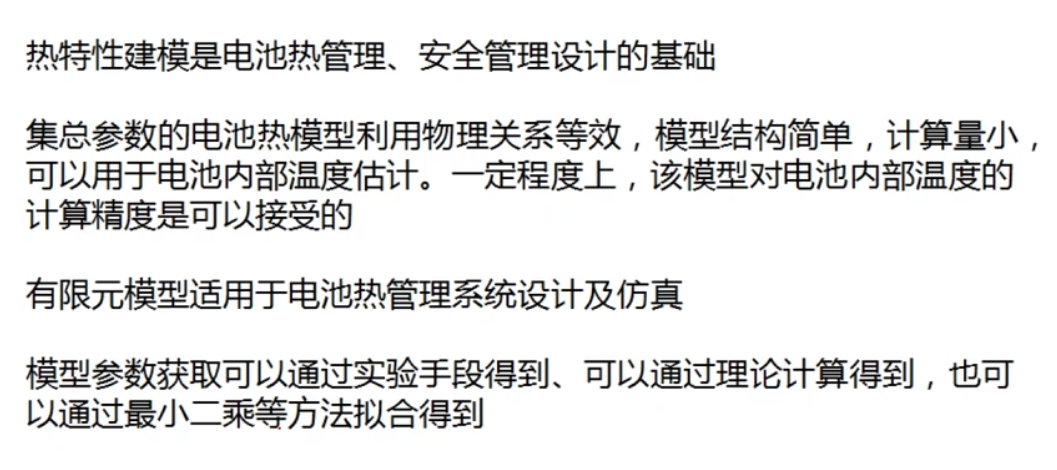 热特性建模是电池热管理、安全管理设计的基础
集总参数的电池热模型利用物理关系等效，模型结构简单，计算量小，
可以用于电池内部温度估计。一定程度上，该模型对电池内部温度的
计算精度是可以接受的
有限元模型适用于电池热管理系统设计及仿真
模型参数获取可以通过实验手段得到、可以通过理论计算得到，也可
以通过最小二乘等方法拟合得到